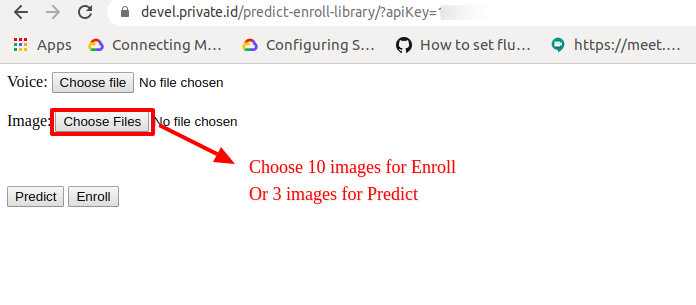 devel.private.id/predict-enroll-library/?apiKey=
Apps Connecting M... Configuring S... How to set flu... https://meet.
Voice: Choose file No file chosen
Image: Choose Files No file chosen
Choose 10 images for Enroll
Or 3 images for Predict
Predict Enroll